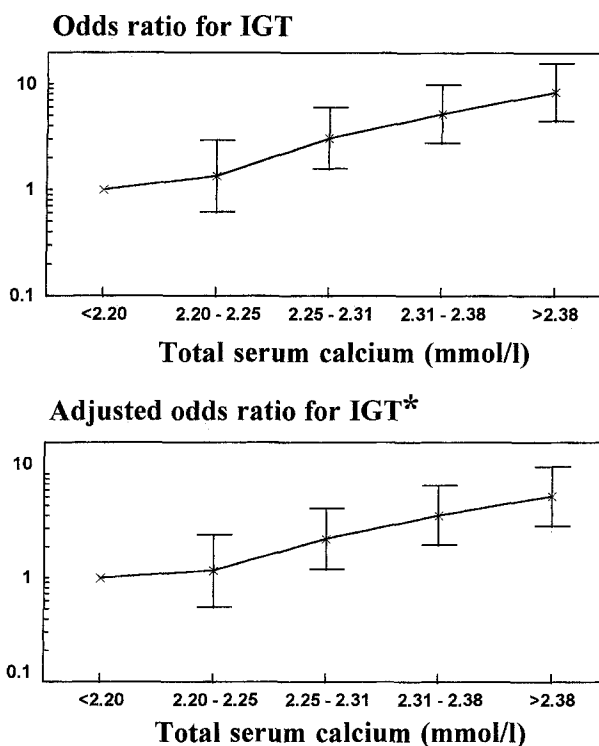 Odds ratio for IGT
10
1
0.1
<2.20 2.20 - 2.25 2.25 - 2.31 2.31 - 2.38 >2.38
Total serum calcium (mmol/l)
Adjusted odds ratio for IGT*
10
1
0.1
<2.20 2.20 - 2.25 2.25 - 2.31 2.31 - 2.38 >2.38
Total serum calcium (mmol/l)